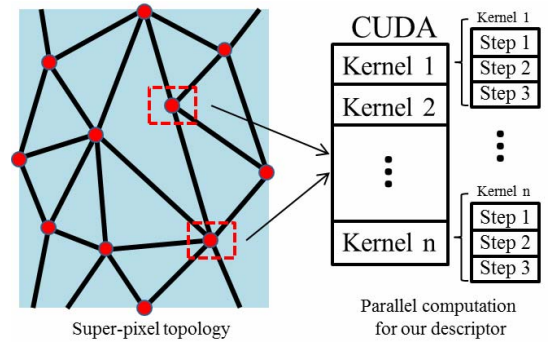 CUDA
Kernel 1
Kernel 2
Kernel n
Kernel 1
Step 1
Step 2
Step 3
Kernel n
Step 1
Step 2
Step 3
Super-pixel topology
Parallel computation
for our descriptor